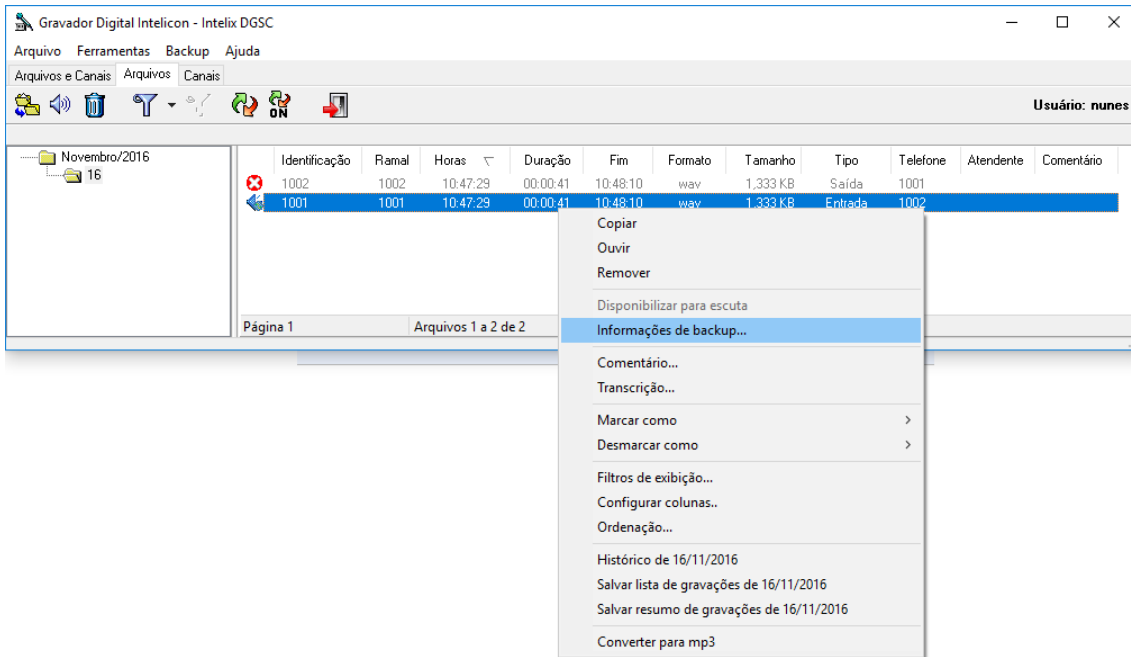 Gravador Digital Intelicon - Intelix DGSC
Arquivo Ferramentas Backup Ajuda
Arquivos e Canais Arquivos Canais
ON
Usuário: nunes
Novembro/2016
16
Identificação Ramal Horas Duração Fim Formato Tamanho Tipo Telefone Atendente Comentário
1002 1002 10:47:29 00:00:41 10:48:10 wav 1,333 KB Saída 1001
1001 1001 10:47:29 00:00:41 10:48:10 wav 1.333 KB Entrada 1002
Página 1 Arquivos 1 a 2 de 2
Copiar
Ouvir
Remover
Disponibilizar para escuta
Informações de backup...
Comentário...
Transcrição...
Marcar como
Desmarcar como
Filtros de exibição...
Configurar colunas..
Ordenação...
Histórico de 16/11/2016
Salvar lista de gravações de 16/11/2016
Salvar resumo de gravações de 16/11/2016
Converter para mp3